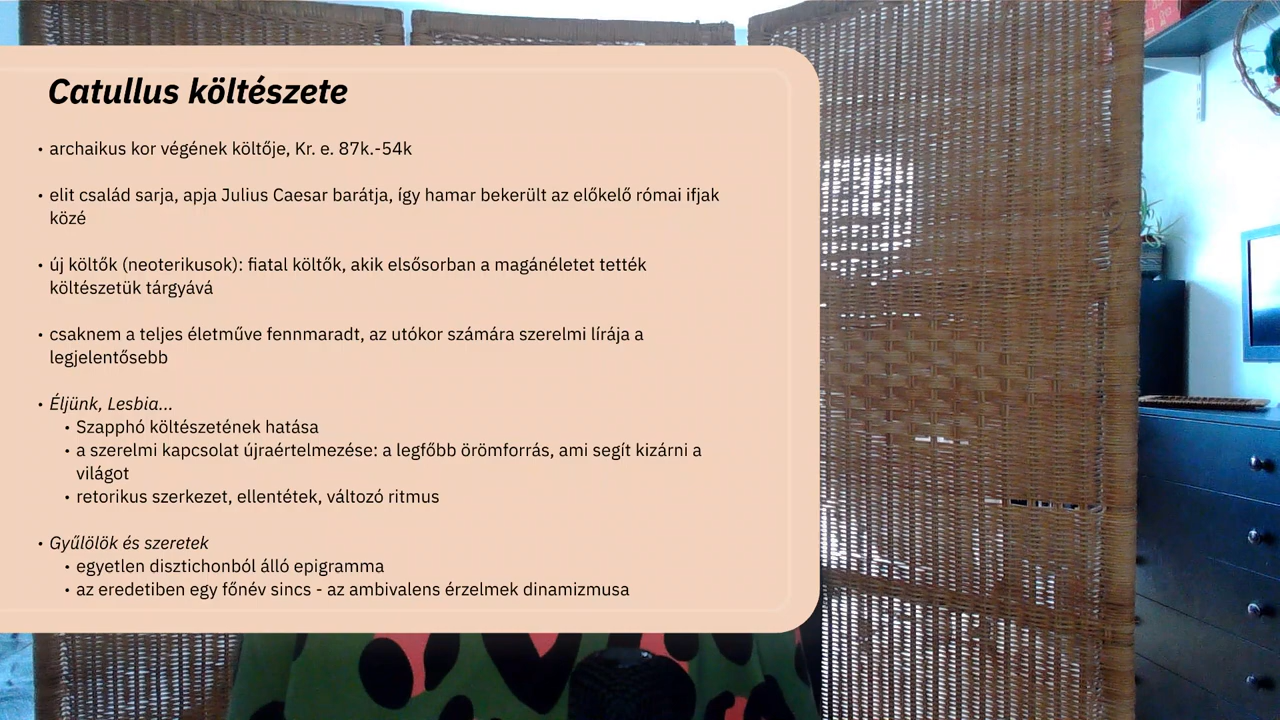 Catullus költészete
• archaikus kor végének költője, Kr. e. 87k.-54k
• elit család sarja, apja Julius Caesar barátja, így hamar bekerült az előkelő római ifjak
közé
• új költők (neoterikusok): fiatal költők, akik elsősorban a magánéletet tették
költészetük tárgyává
• csaknem a teljes életműve fennmaradt, az utókor számára szerelmi lírája a
legjelentősebb
• Éljünk, Lesbia...
• Szapphó költészetének hatása
• a szerelmi kapcsolat újraértelmezése: a legfőbb örömforrás, ami segít kizárni a
világot
• retorikus szerkezet, ellentétek, változó ritmus
• Gyűlölök és szeretek
• egyetlen disztichonból álló epigramma
• az eredetiben egy főnév sincs - az ambivalens érzelmek dinamizmusa